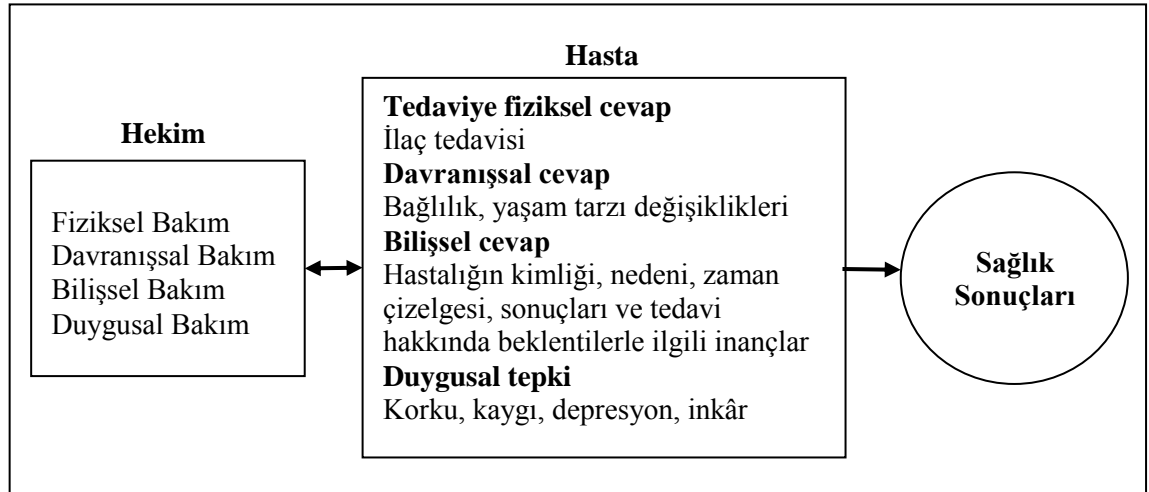 Hekim
Fiziksel Bakım
Davranışsal Bakım
Bilişsel Bakım
Duygusal Bakım
Hasta
Tedaviye fiziksel cevap
İlaç tedavisi
Davranışsal cevap
Bağlılık, yaşam tarzı değişiklikleri
Bilişsel cevap
Hastalığın kimliği, nedeni, zaman
çizelgesi, sonuçları ve tedavi
hakkında beklentilerle ilgili inançlar
Duygusal tepki
Korku, kaygı, depresyon, inkâr
Sağlık
Sonuçları